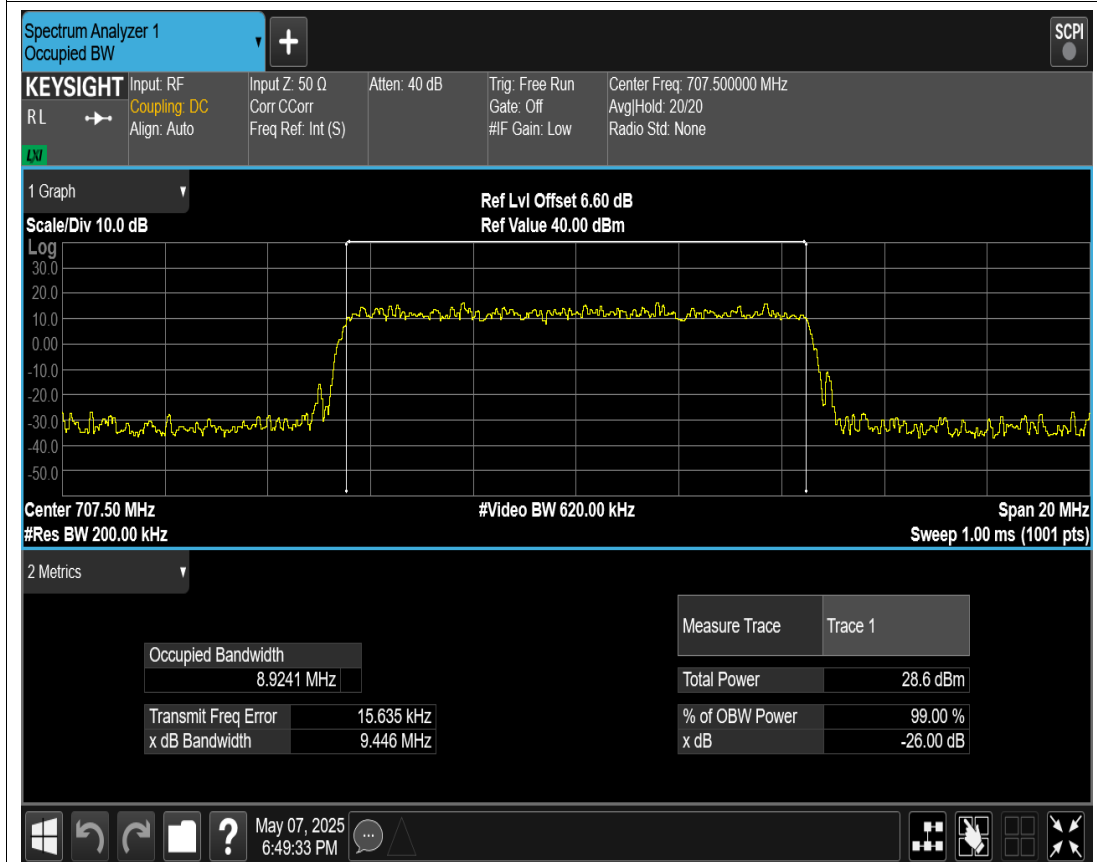 Spectrum Analyzer 1
Occupied BW
+
SCPI
KEYSIGHT
RL
LXI
Input: RF
Coupling: DC
Align: Auto
Input Z: 50 Ω
Corr CCorr
Freq Ref: Int (S)
Atten: 40 dB
Trig: Free Run
Gate: Off
#IF Gain: Low
Center Freq: 707.500000 MHz
Avg|Hold: 20/20
Radio Std: None
1 Graph
Ref Lvl Offset 6.60 dB
Scale/Div 10.0 dB
Ref Value 40.00 dBm
Log
30.0
20.0
10.0
0.00
-10.0
-20.0
-30.0
-40.0
-50.0
Center 707.50 MHz
#Video BW 620.00 kHz
Span 20 MHz
#Res BW 200.00 kHz
Sweep 1.00 ms (1001 pts)
2 Metrics
Measure Trace
Trace 1
Occupied Bandwidth
8.9241 MHz
Total Power
28.6 dBm
Transmit Freq Error
15.635 kHz
% of OBW Power
99.00 %
x dB Bandwidth
9.446 MHz
x dB
-26.00 dB
?
May 07, 2025
6:49:33 PM